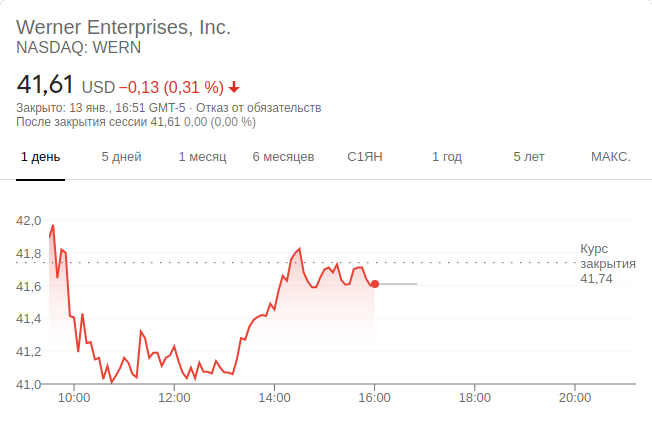 Werner Enterprises, Inc.
NASDAQ: WERN
41,61 USD −0,13 (0,31 %)
Закрыто: 13 янв., 16:51 GMT-5 · Отказ от обязательств
После закрытия сессии 41,61 0,00 (0,00 %)
1 день 5 дней 1 месяц 6 месяцев С1ЯН 1 год 5 лет МАКС.
42,0
41,8
41,6
41,4
41,2
41,0
Курс
закрытия
41,74
10:00 12:00 14:00 16:00 18:00 20:00